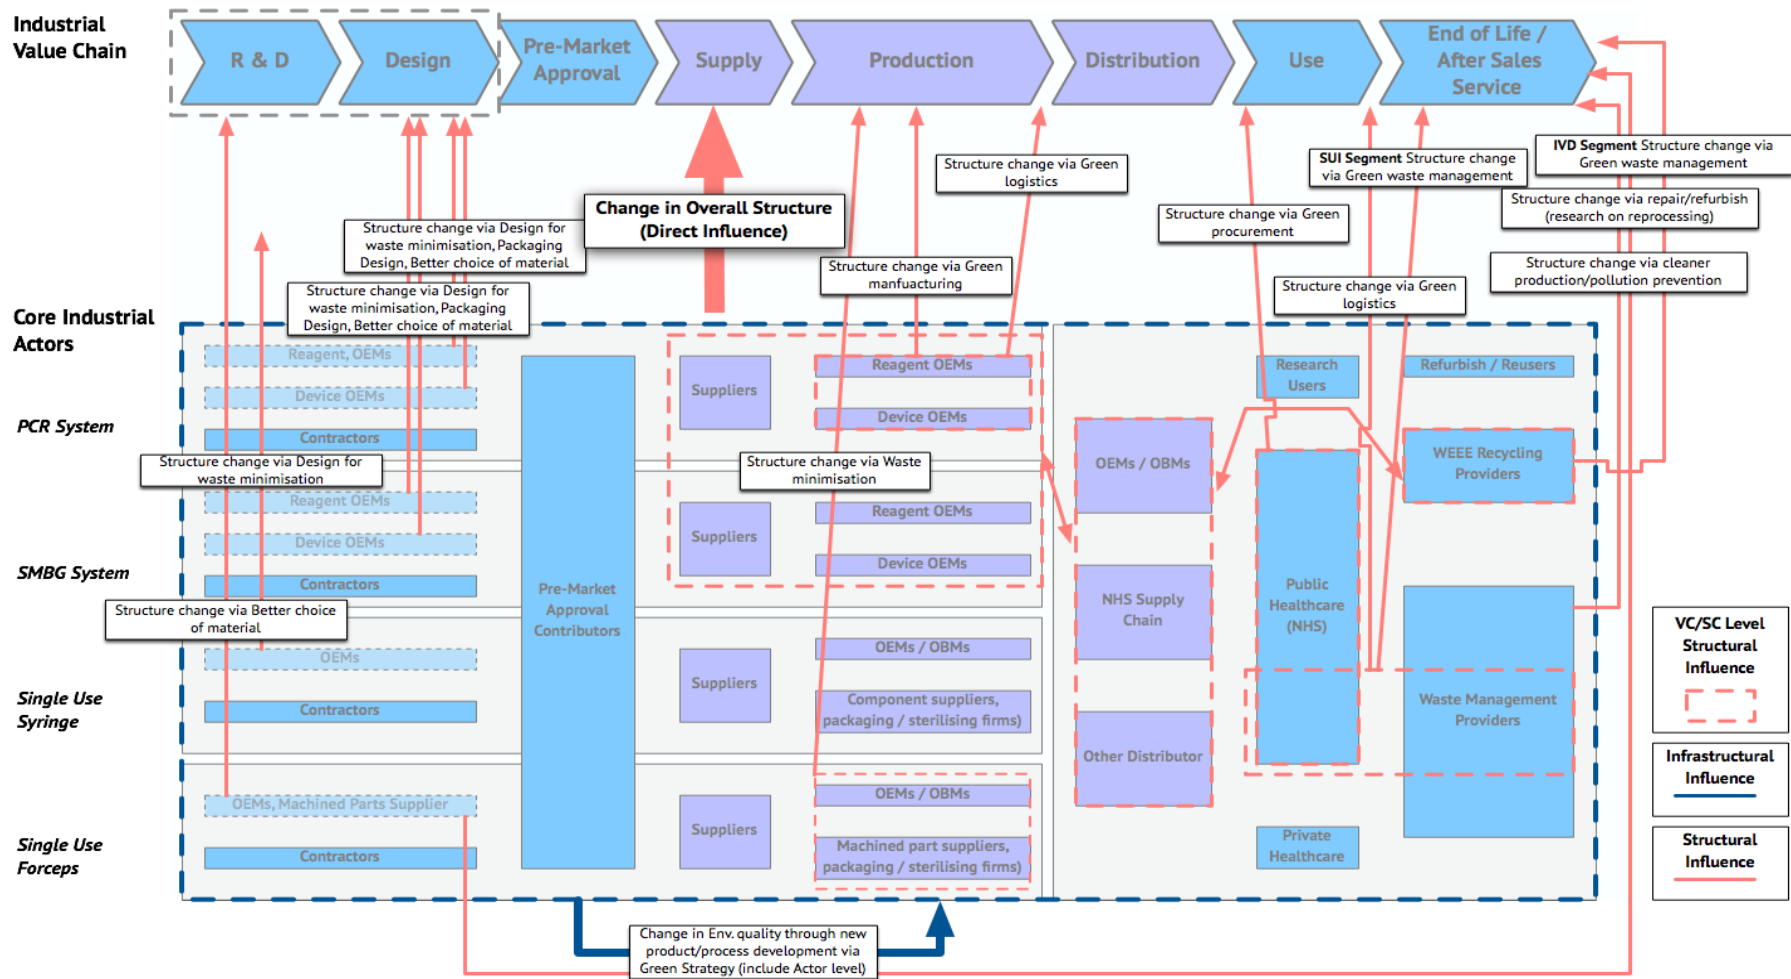 Industrial
Value Chain
R & D
Design
Pre-Market
Approval
Supply
Production
Distribution
Use
End of Life /
After Sales
Service
Structure change via Green
logistics
SUI Segment Structure change
via Green waste management
IVD Segment Structure change via
Green waste management
Structure change via repair/refurbish
(research on reprocessing)
Change in Overall Structure
(Direct Influence)
Structure change via Green
procurement
Structure change via Design for
waste minimisation, Packaging
Design, Better choice of material
Structure change via Green
manfuacturing
Structure change via cleaner
production/pollution prevention
Structure change via Green
logistics
Structure change via Design for
waste minimisation, Packaging
Design, Better choice of material
Core Industrial
Actors
PCR System
Reagent, OEMs
Device OEMs
Contractors
Suppliers
Reagent OEMs
Device OEMs
Structure change via Design for
waste minimisation
Structure change via Waste
minimisation
SMBG System
Reagent OEMs
Device OEMs
Contractors
Suppliers
Reagent OEMs
Device OEMs
Structure change via Better choice
of material
Pre-Market
Approval
Contributors
Single Use
Syringe
OEMs
Contractors
Suppliers
OEMs / OBMs
Component suppliers,
packaging / sterilising firms)
Single Use
Forceps
OEMs, Machined Parts Supplier
Contractors
Suppliers
OEMs / OBMs
Machined part suppliers,
packaging / sterilising firms)
OEMs / OBMs
NHS Supply
Chain
Other Distributor
Research
Users
Public
Healthcare
(NHS)
Private
Healthcare
Refurbish / Reusers
WEEE Recycling
Providers
Waste Management
Providers
VC/SC Level
Structural
Influence
Infrastructural
Influence
Structural
Influence
Change in Env. quality through new
product/process development via
Green Strategy (include Actor level)